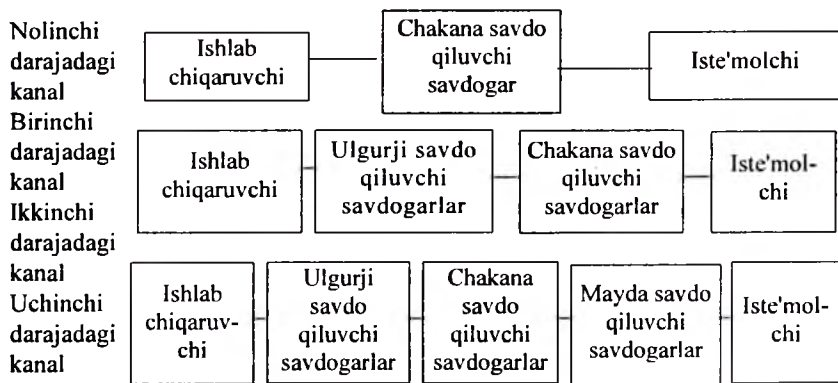 Nolinchi
darajadagi
kanal
Birinchi
darajadagi
kanal
Ikkinchi
darajadagi
kanal
Uchinchi
darajadagi
kanal
Ishlab
chiqaruvchi
Chakana savdo
qiluvchi
savdogar
Iste'molchi
Ishlab
chiqaruvchi
Ulgurji savdo
qiluvchi
savdogarlar
Chakana savdo
qiluvchi
savdogarlar
Iste'mol-
chi
Ishlab
chiqaruv-
chi
Ulgurji
savdo
qiluvchi
savdogarlar
Chakana
savdo
qiluvchi
savdogarlar
Mayda savdo
qiluvchi
savdogarlar
Iste'mol-
chi